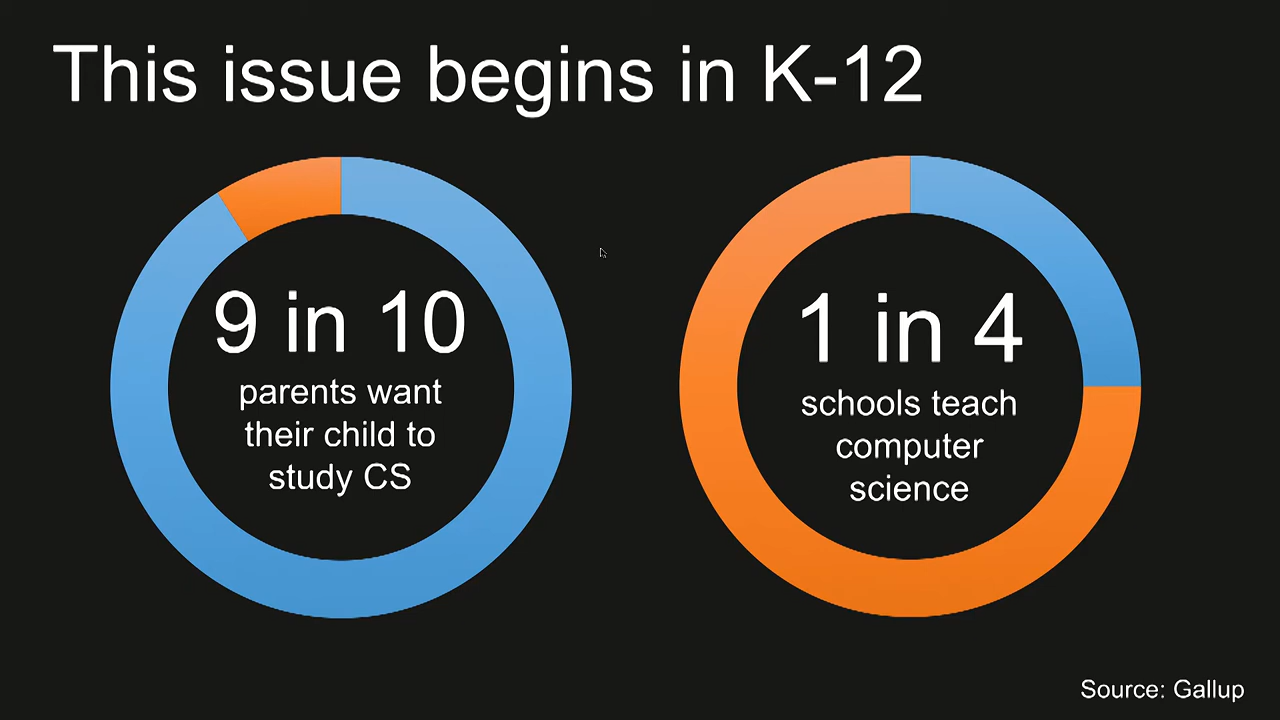 This issue begins in K-12
9 in 10
parents want
their child to
study CS
1 in 4
schools teach
computer
science
Source: Gallup